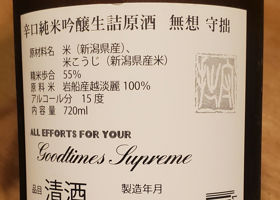 辛口純米吟醸生詰原酒 無想 守拙
原材料名 米(新潟県産)、
米こうじ(新潟県産米)
精米歩合 55%
原料米 岩船産越淡麗100%
アルコール分 15度
内容量 720ml
ALL EFFORTS FOR YOUR
Goodtimes Supreme
品目 清酒 製造年月